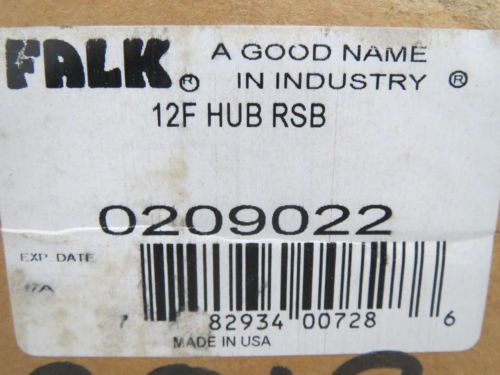 FALK® A GOOD NAME
IN INDUSTRY ®
12F HUB RSB
0209022
EXP. DATE
7 82934 00728 6
MADE IN USA